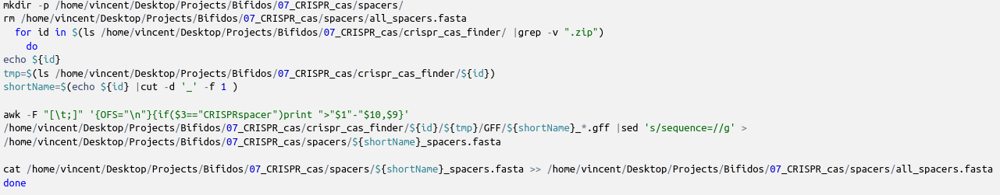 mkdir -p /home/vincent/Desktop/Projects/Bifidos/07_CRISPR_cas/spacers/
rm /home/vincent/Desktop/Projects/Bifidos/07_CRISPR_cas/spacers/all_spacers.fasta
  for id in $(ls /home/vincent/Desktop/Projects/Bifidos/07_CRISPR_cas/crispr_cas_finder/ |grep -v ".zip")
    do
echo ${id}
tmp=$(ls /home/vincent/Desktop/Projects/Bifidos/07_CRISPR_cas/crispr_cas_finder/${id})
shortName=$(echo ${id} |cut -d '_' -f 1 )

awk -F "[\t;]" '{OFS="\n"}{if($3=="CRISPRspacer")print ">"$1"-"$10,$9}'
/home/vincent/Desktop/Projects/Bifidos/07_CRISPR_cas/crispr_cas_finder/${id}/${tmp}/GFF/${shortName}_*.gff |sed 's/sequence=//g' >
/home/vincent/Desktop/Projects/Bifidos/07_CRISPR_cas/spacers/${shortName}_spacers.fasta

cat /home/vincent/Desktop/Projects/Bifidos/07_CRISPR_cas/spacers/${shortName}_spacers.fasta >> /home/vincent/Desktop/Projects/Bifidos/07_CRISPR_cas/spacers/all_spacers.fasta
done